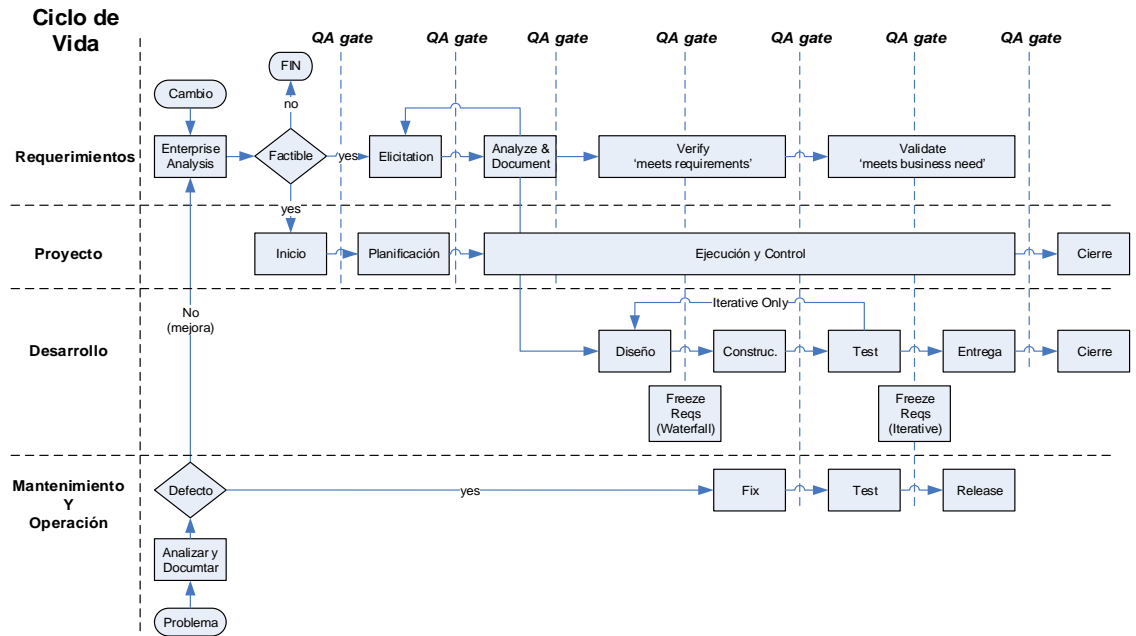 Ciclo de
Vida
QA gate
QA gate
QA gate
QA gate
QA gate
QA gate
QA gate
FIN
Cambio
no
Requerimientos
Enterprise
Analysis
Factible
yes
Elicitation
Analyze &
Document
Verify
‘meets requirements’
Validate
‘meets business need’
yes
Proyecto
Inicio
Planificación
Ejecución y Control
Cierre
No
(mejora)
Iterative Only
Desarrollo
Diseño
Construc.
Test
Entrega
Cierre
Freeze
Reqs
(Waterfall)
Freeze
Reqs
(Iterative)
Mantenimiento
Y
Operación
Defecto
yes
Fix
Test
Release
Analizar y
Documtar
Problema